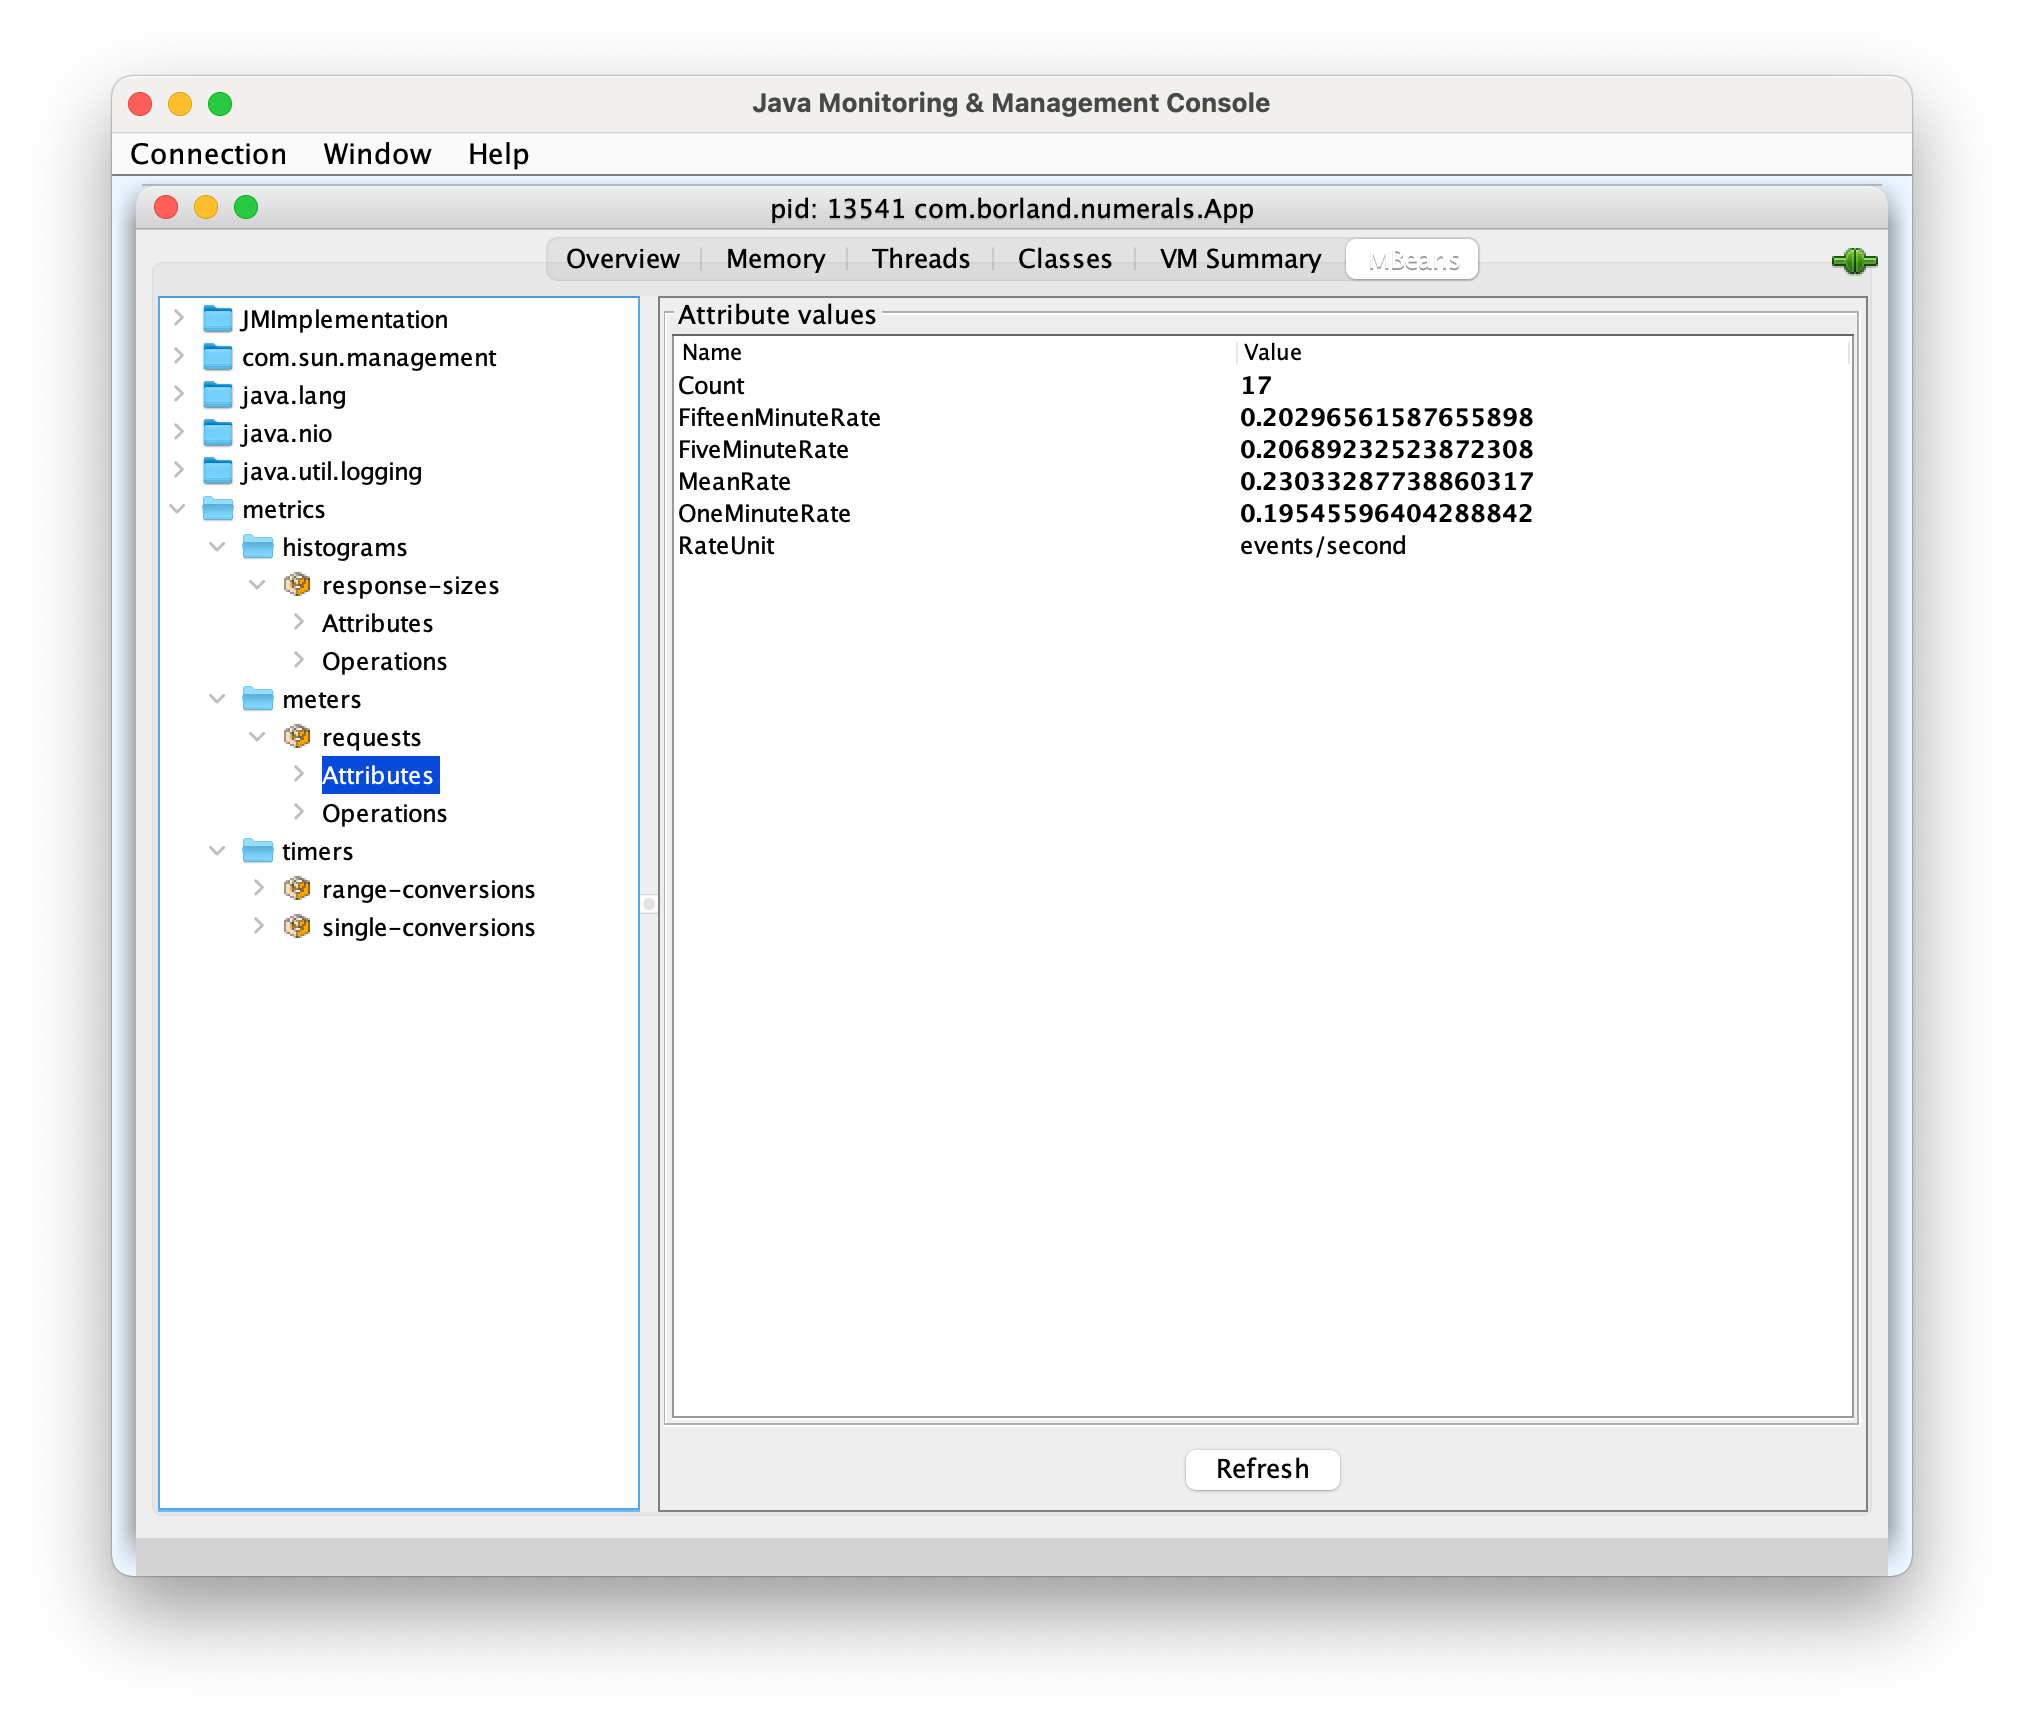 Java Monitoring & Management Console
Connection Window Help
pid: 13541 com.borland.numerals.App
Overview Memory Threads Classes VM Summary MBeans
JMImplementation
com.sun.management
java.lang
java.nio
java.util.logging
metrics
histograms
response-sizes
Attributes
Operations
meters
requests
Attributes
Operations
timers
range-conversions
single-conversions
Attribute values
Name Value
Count 17
FifteenMinuteRate 0.20296561587655898
FiveMinuteRate 0.20689232523872308
MeanRate 0.23033287738860317
OneMinuteRate 0.19545596404288842
RateUnit events/second
Refresh